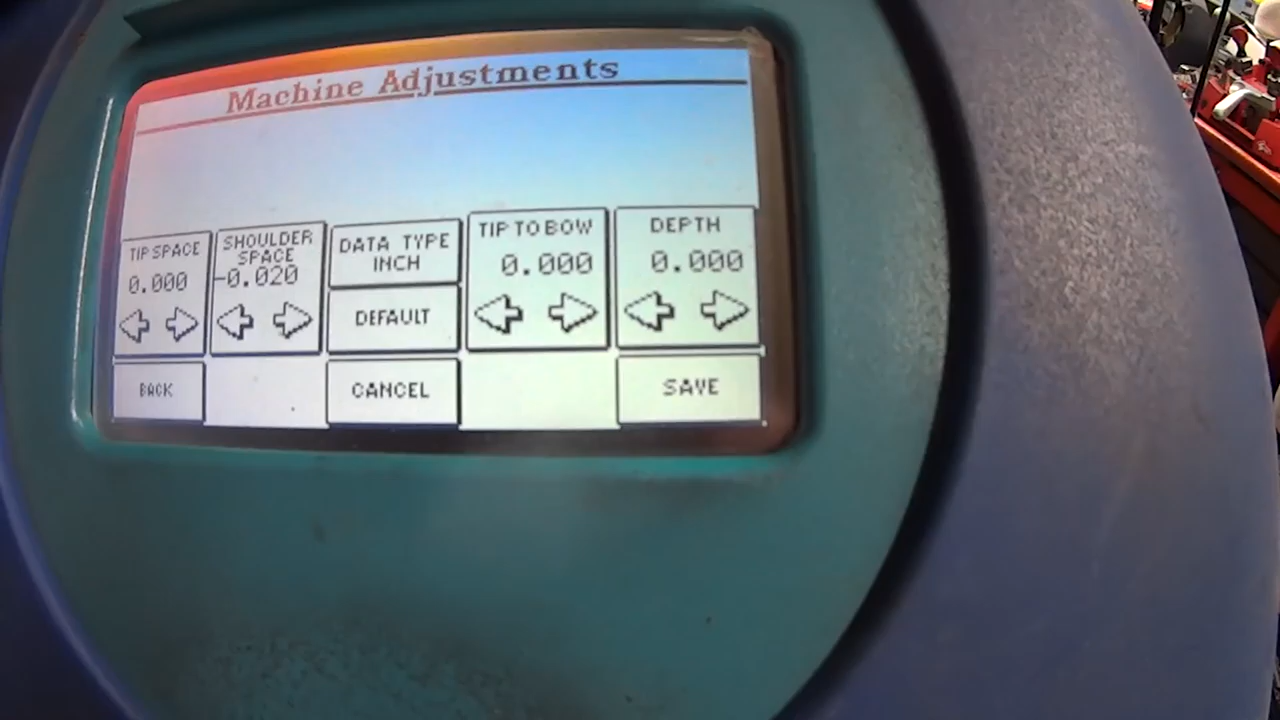 Machine Adjustments
TIP SPACE
0.000
SHOULDER
SPACE
-0.020
DATA TYPE
INCH
DEFAULT
TIP TO BOW
0.000
DEPTH
0.000
BACK
CANCEL
SAVE